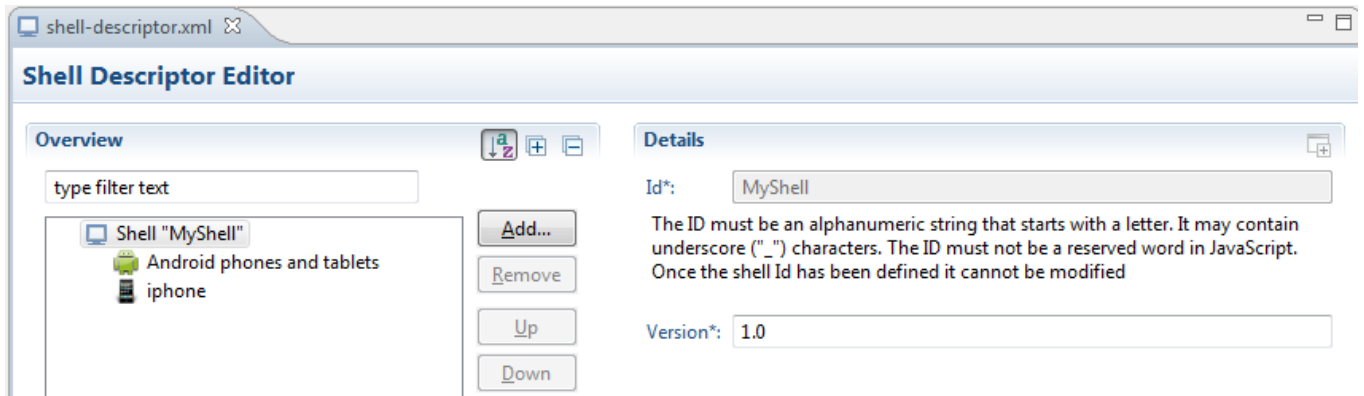 shell-descriptor.xml
Shell Descriptor Editor
Overview
a
z
type filter text
Shell "MyShell"
Android phones and tablets
iphone
Add...
Remove
Up
Down
Details
Id*:
MyShell
The ID must be an alphanumeric string that starts with a letter. It may contain
underscore ("_") characters. The ID must not be a reserved word in JavaScript.
Once the shell Id has been defined it cannot be modified
Version*:
1.0